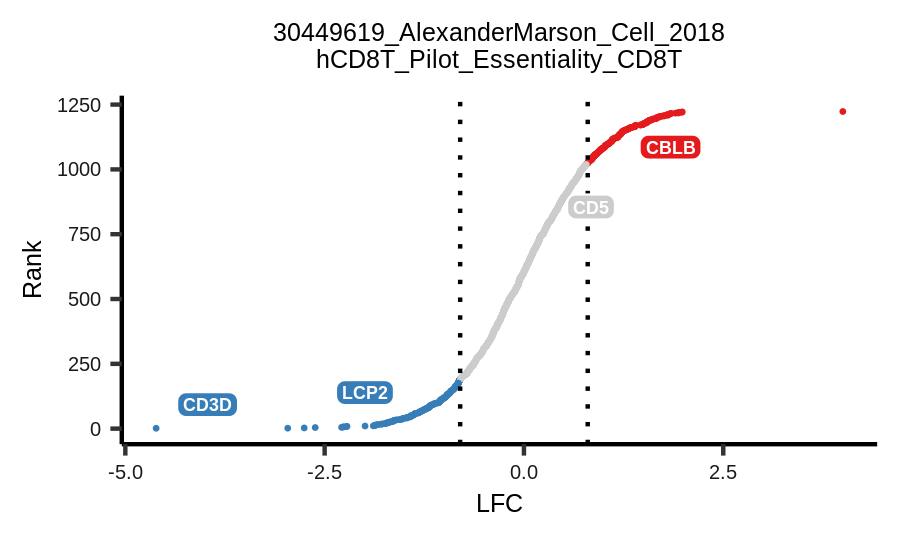 30449619_AlexanderMarson_Cell_2018
hCD8T_Pilot_Essentiality_CD8T
1250
1000
750
500
250
0
Rank
CBLB
CD5
LCP2
CD3D
-5.0
-2.5
0.0
2.5
LFC